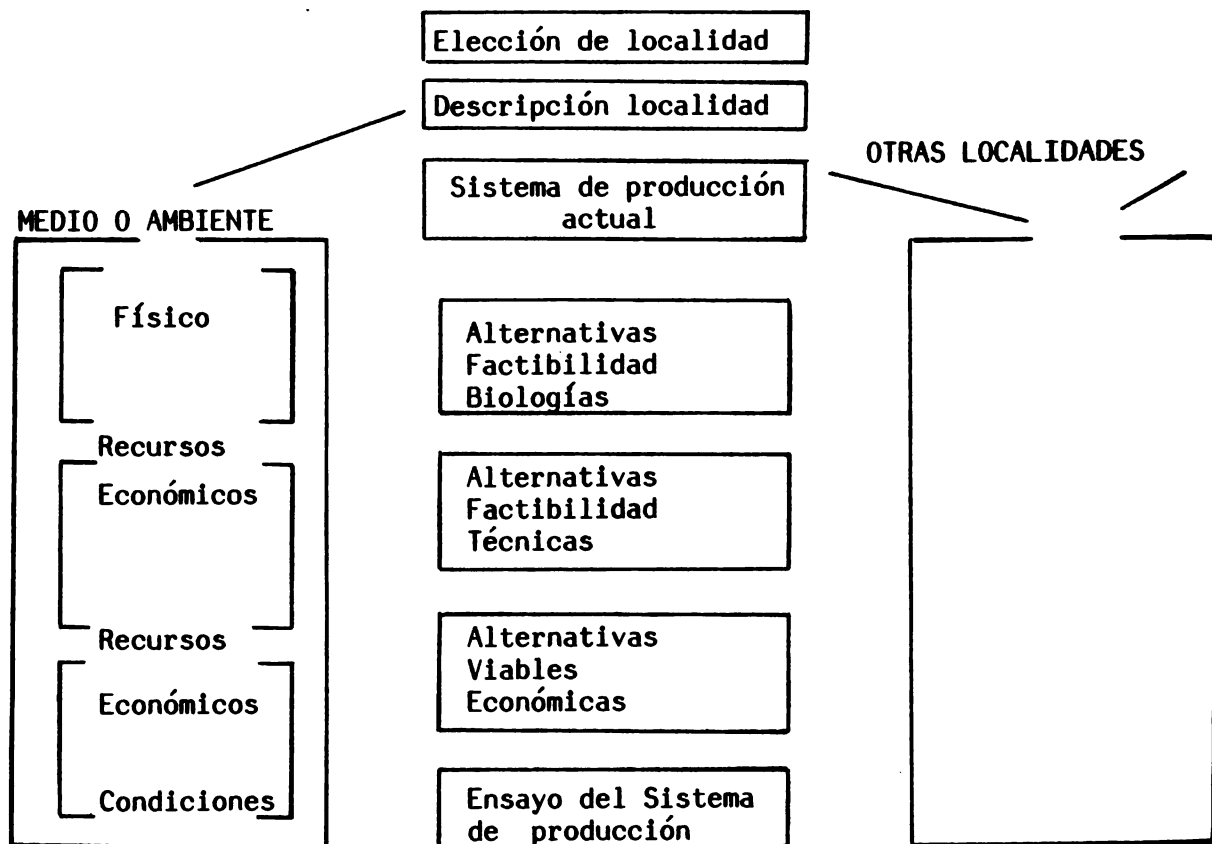 Elección de localidad
Descripción localidad
OTRAS LOCALIDADES
Sistema de producción
actual
MEDIO O AMBIENTE
Físico
Recursos
Económicos
Recursos
Económicos
Condiciones
Alternativas
Factibilidad
Biologías
Alternativas
Factibilidad
Técnicas
Alternativas
Viables
Económicas
Ensayo del Sistema
de producción